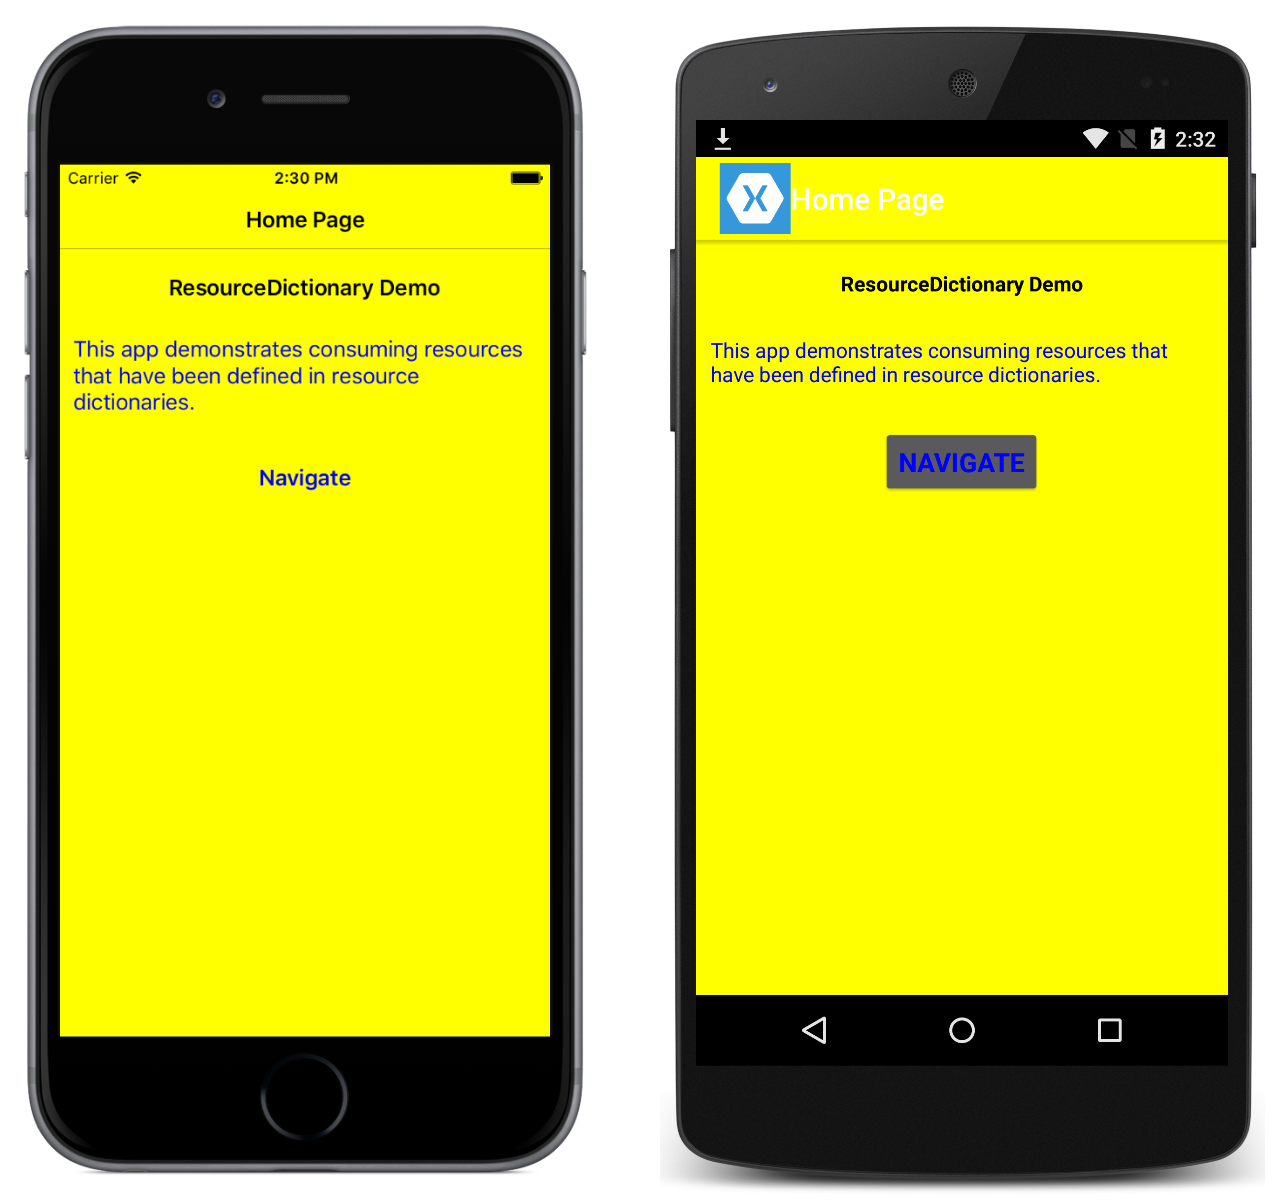 Carrier 2:30 PM
Home Page
ResourceDictionary Demo
This app demonstrates consuming resources
that have been defined in resource
dictionaries.
Navigate
2:32
Home Page
ResourceDictionary Demo
This app demonstrates consuming resources that
have been defined in resource dictionaries.
NAVIGATE